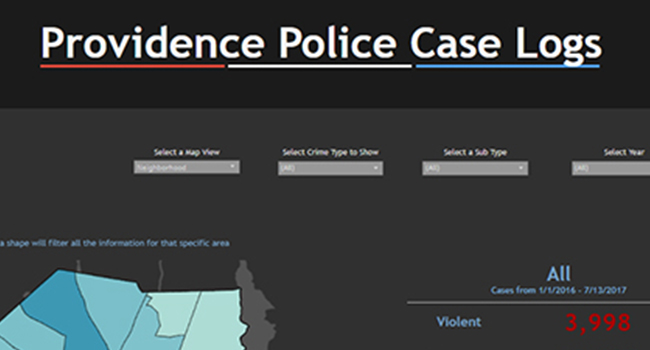 Providence Police Case Logs
Select a Map View
Select Crime Type to Show
Select a Sub Type
Select Year
Neighborhood
(All)
(All)
(All)
a shape will filter all the information for that specific area
All
Cases from 1/1/2016 - 7/13/2017
Violent
3,998